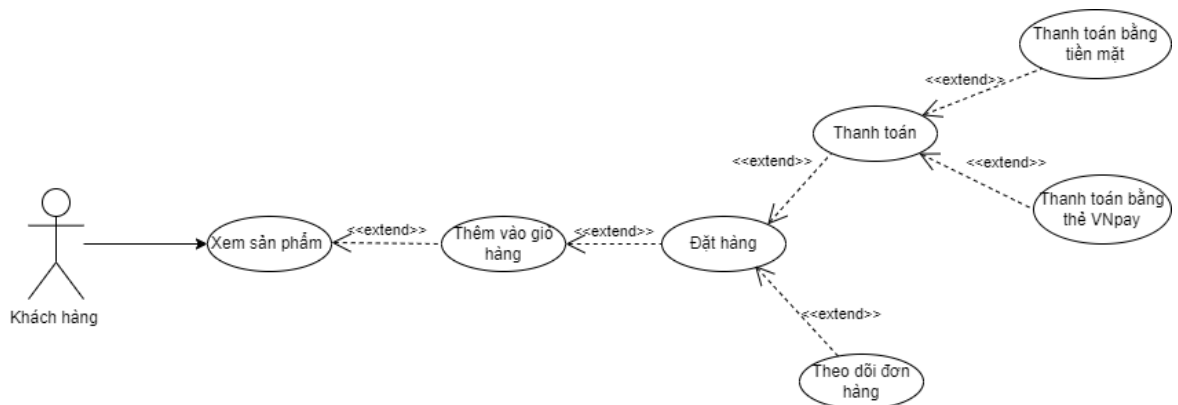 Thanh toán bằng
tiền mặt
<<extend>>
Thanh toán
<<extend>>
<<extend>>
Thanh toán bằng
thẻ VNpay
Xem sản phẩm
<<extend>>
Thêm vào giỏ
hàng
<<extend>>
Đặt hàng
Khách hàng
<<extend>>
Theo dõi đơn
hàng